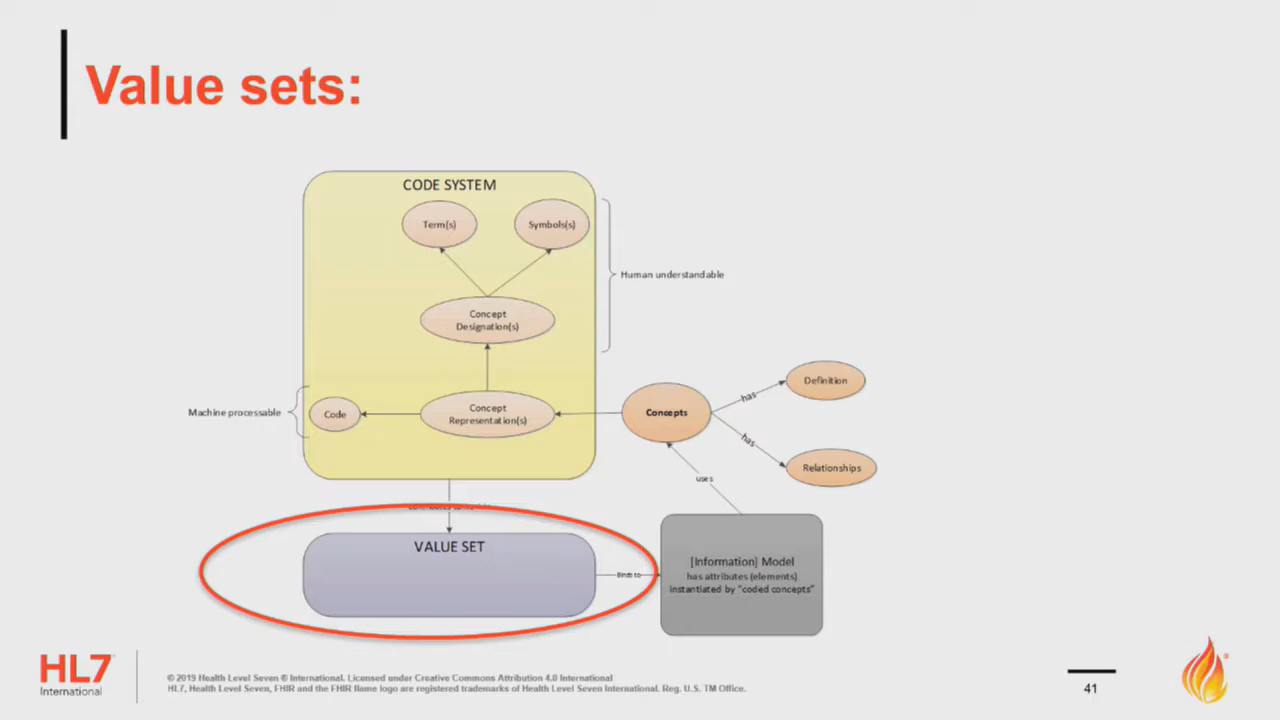 Value sets:
CODE SYSTEM
Term(s)
Symbols(s)
Human understandable
Concept
Designation(s)
Definition
has
Machine processable
Code
Concept
Representation(s)
Concepts
has
Relationships
uses
VALUE SET
Binds to
[Information] Model
has attributes (elements)
instantiated by "coded concepts"
HL7
International
© 2019 Health Level Seven ® International. Licensed under Creative Commons Attribution 4.0 International
HL7, Health Level Seven, FHIR and the FHIR flame logo are registered trademarks of Health Level Seven International. Reg. U.S. TM Office.
41